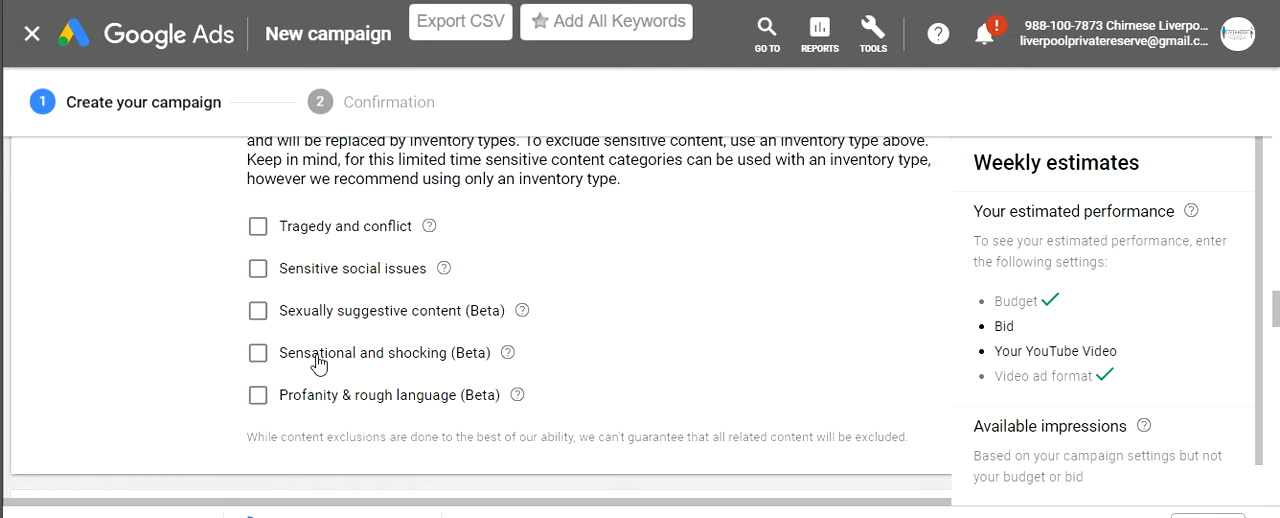 Google Ads
New campaign
Export CSV
Add All Keywords
GO TO
REPORTS
TOOLS
!
988-100-7873 Chirnese Liverpo...
liverpoolprivatereserve@gmail.c...
1 Create your campaign
2 Confirmation
and will be replaced by inventory types. To exclude sensitive content, use an inventory type above.
Keep in mind, for this limited time sensitive content categories can be used with an inventory type,
however we recommend using only an inventory type.
Tragedy and conflict
Sensitive social issues
Sexually suggestive content (Beta)
Sensational and shocking (Beta)
Profanity & rough language (Beta)
While content exclusions are done to the best of our ability, we can't guarantee that all related content will be excluded.
Weekly estimates
Your estimated performance
To see your estimated performance, enter
the following settings:
Budget
Bid
Your YouTube Video
Video ad format
Available impressions
Based on your campaign settings but not
your budget or bid